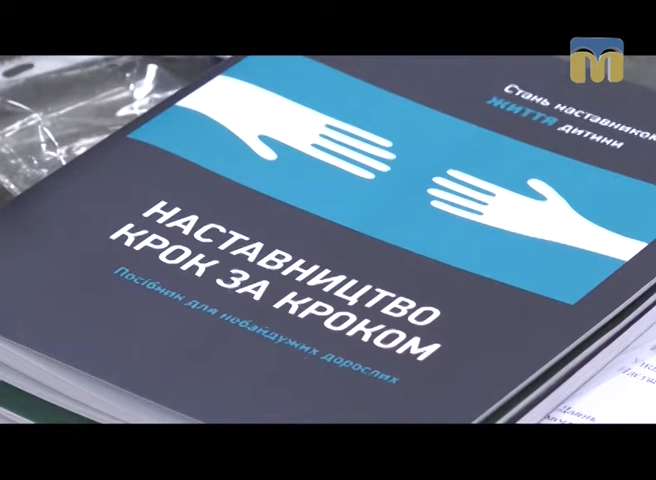 Стань наставником
ЖИТТЯ дитини
НАСТАВНИЦТВО
КРОК ЗА КРОКОМ
Посібник для небайдужих дорослих